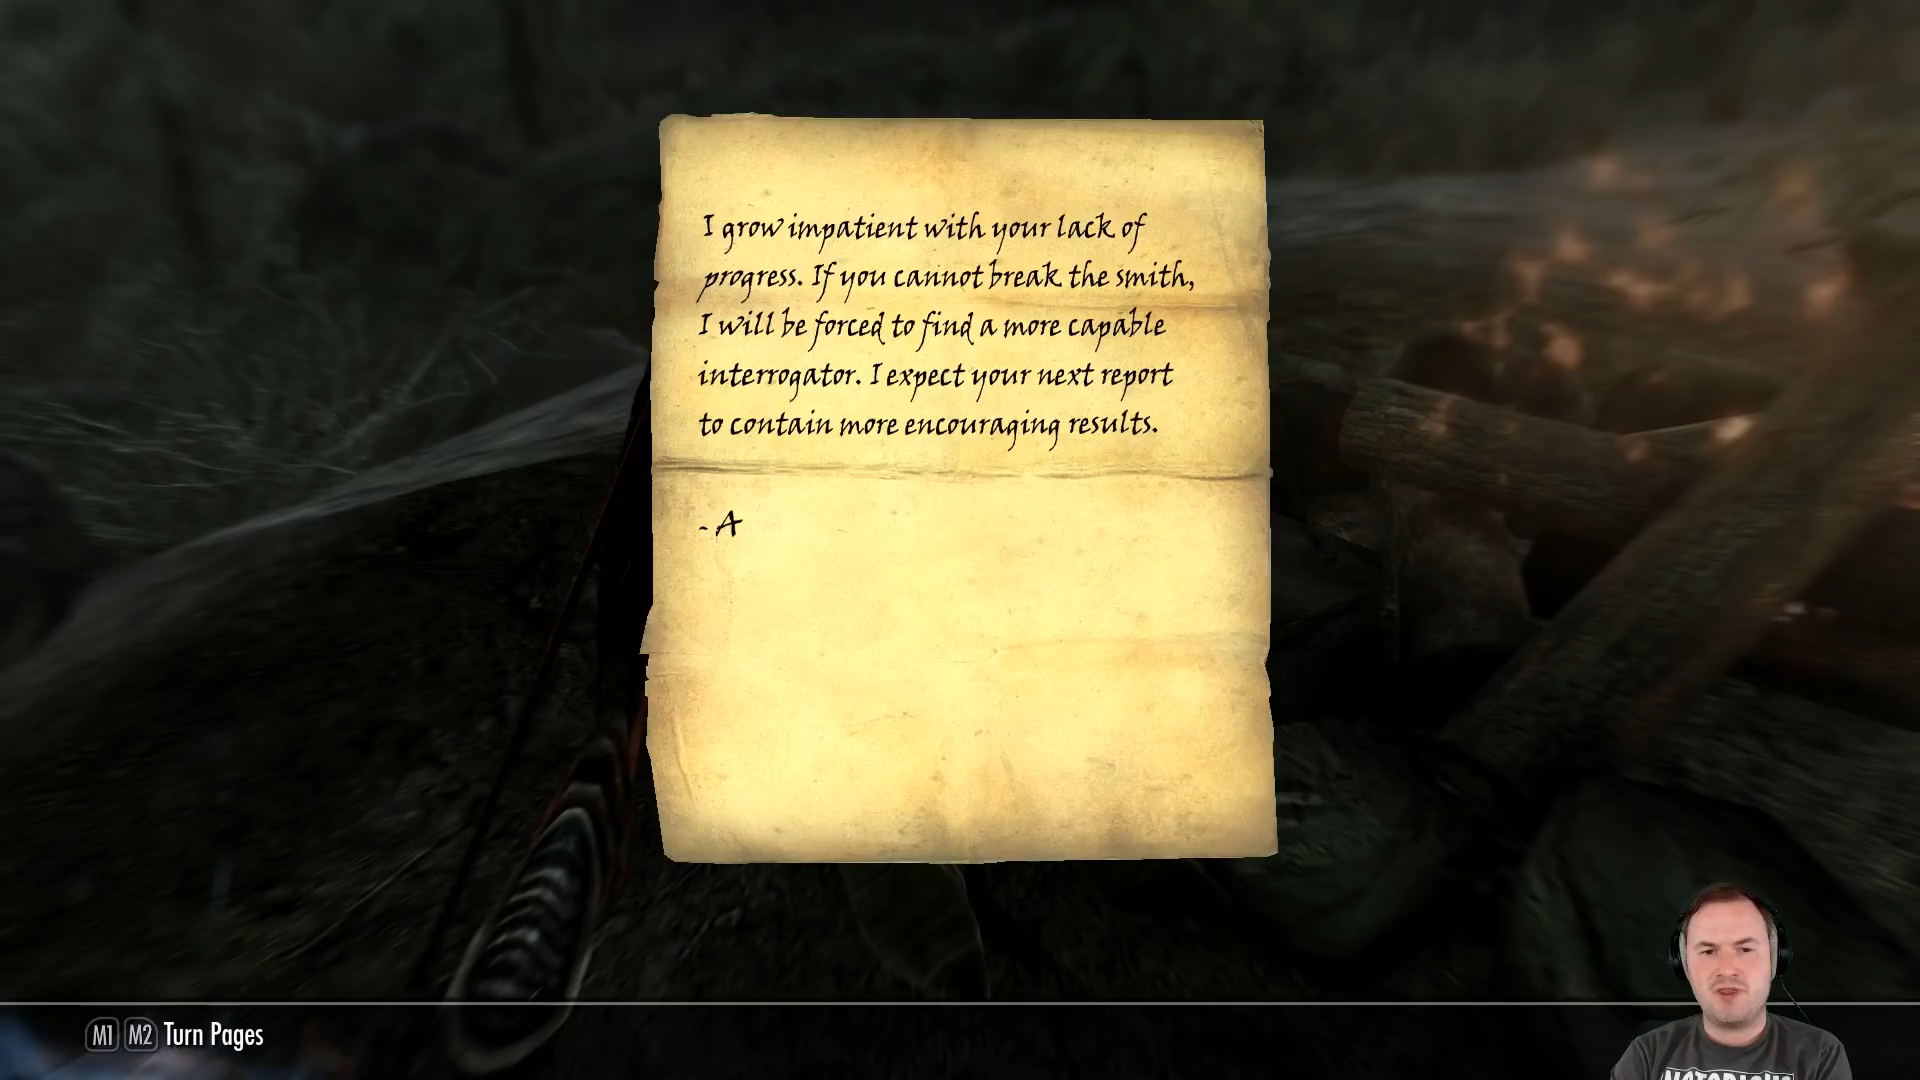 I grow impatient with your lack of
progress. If you cannot break the smith,
I will be forced to find a more capable
interrogator. I expect your next report
to contain more encouraging results.
- A
M1 M2 Turn Pages
NOTORIOUS